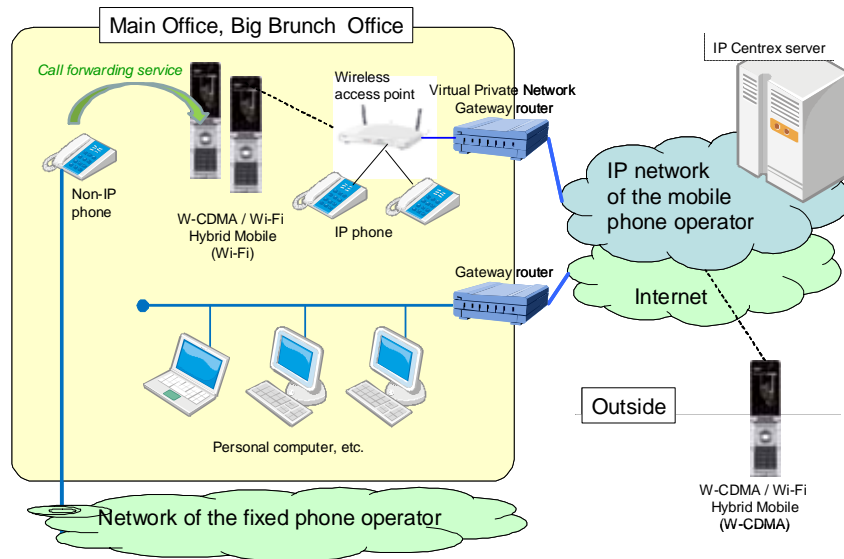 Main Office, Big Brunch Office
IP Centrex server
Call forwarding service
Wireless
access point
Virtual Private Network
Gateway router
Non-IP
phone
W-CDMA / Wi-Fi
Hybrid Mobile
(Wi-Fi)
IP phone
IP network
of the mobile
phone operator
Gateway router
Internet
Personal computer, etc.
Outside
W-CDMA / Wi-Fi
Hybrid Mobile
(W-CDMA)
Network of the fixed phone operator